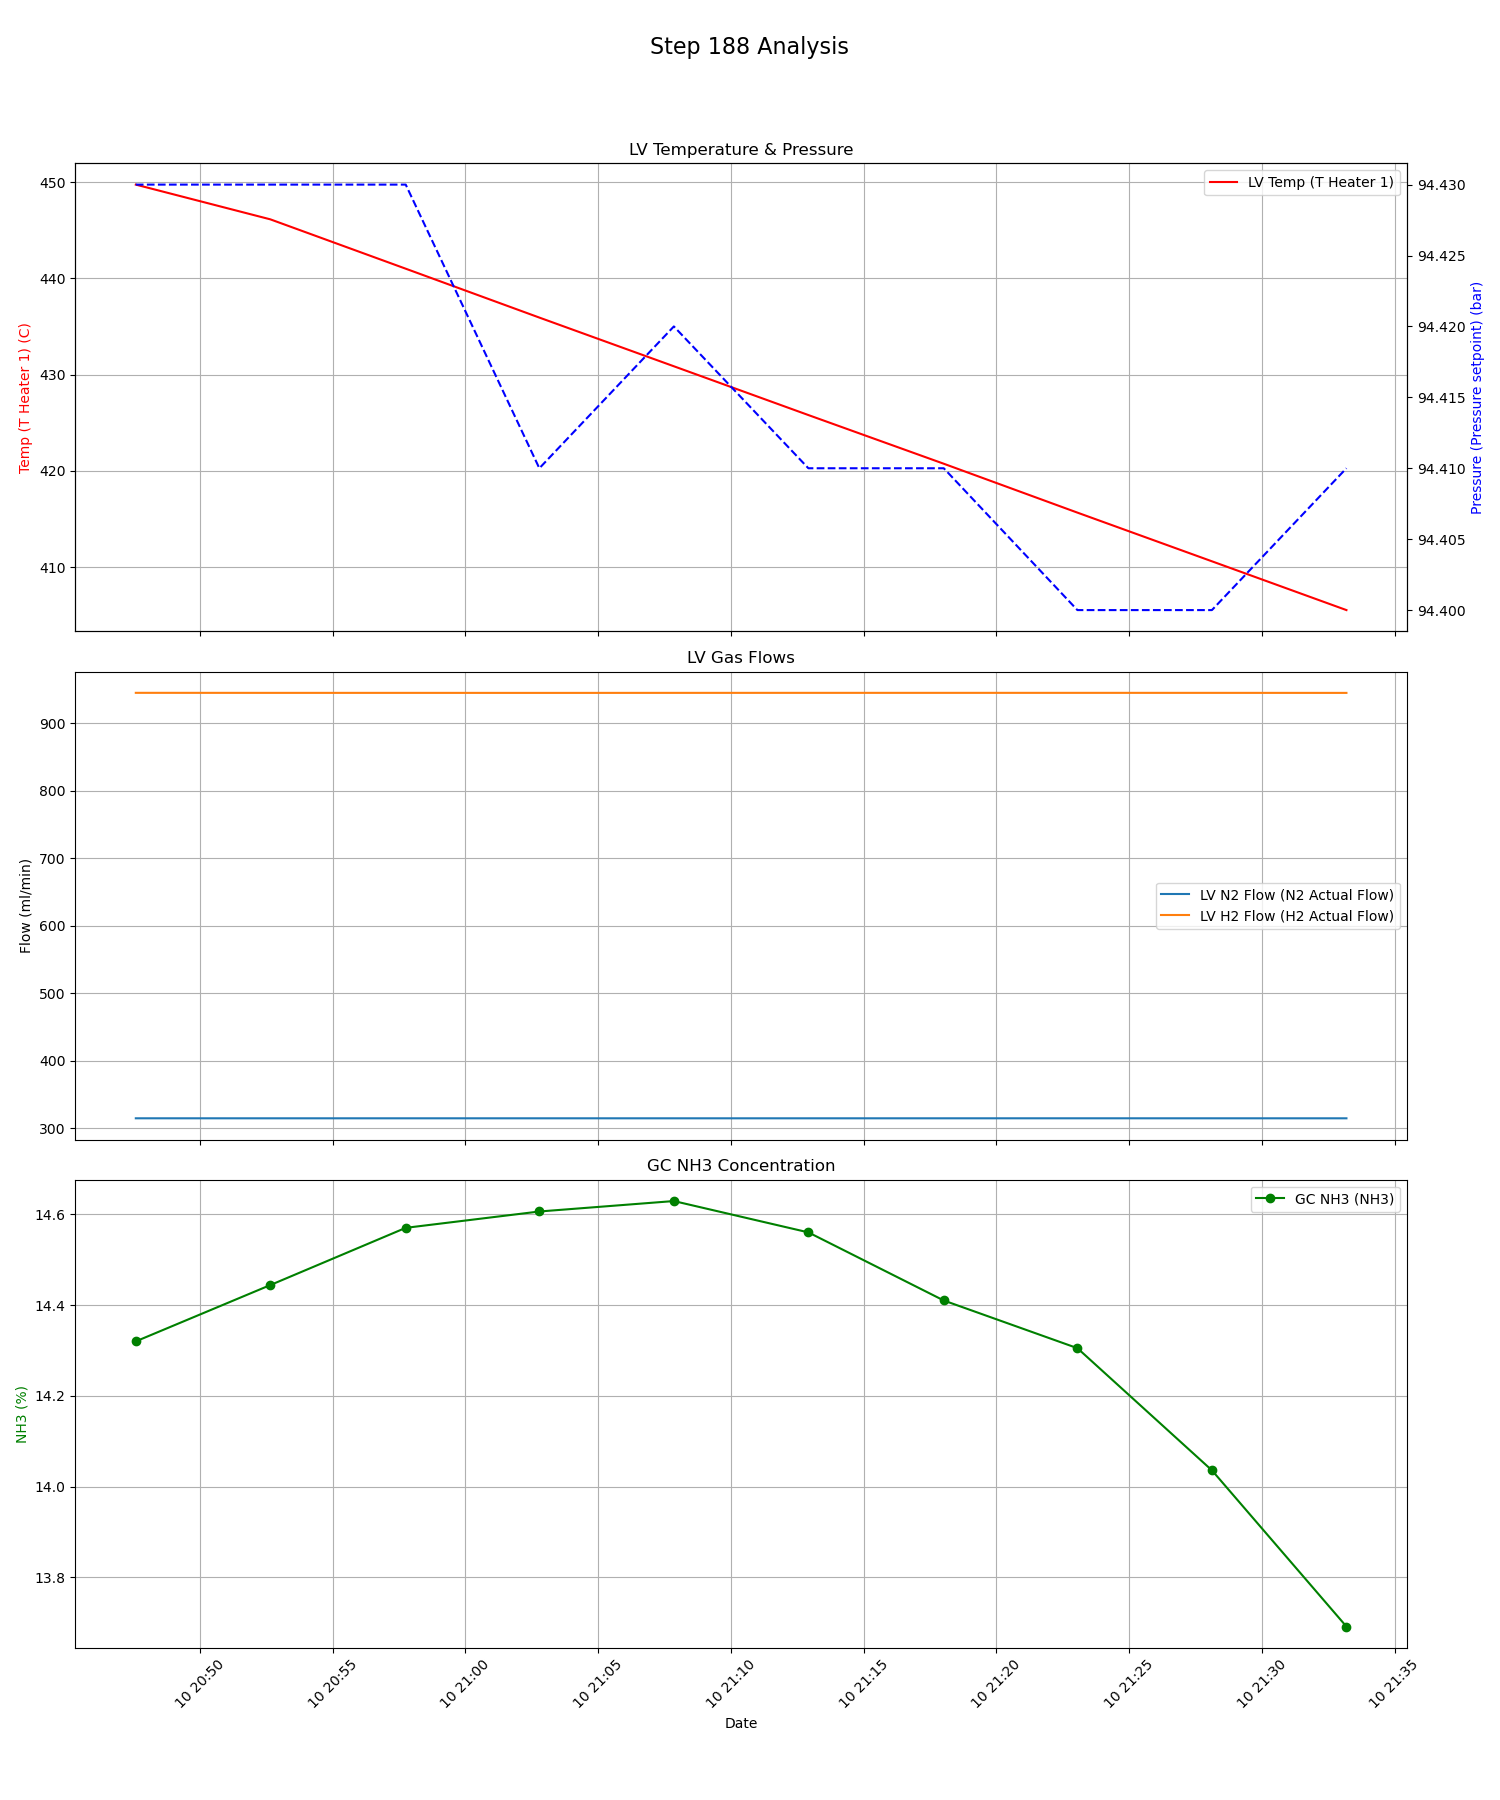 Step 188 Analysis
LV Temperature & Pressure
LV Temp (T Heater 1)
450
440
430
420
410
Temp (T Heater 1) (C)
94.430
94.425
94.420
94.415
94.410
94.405
94.400
Pressure (Pressure setpoint) (bar)
LV Gas Flows
900
800
700
600
500
400
300
Flow (ml/min)
LV N2 Flow (N2 Actual Flow)
LV H2 Flow (H2 Actual Flow)
GC NH3 Concentration
GC NH3 (NH3)
14.6
14.4
14.2
14.0
13.8
NH3 (%)
10 20:50
10 20:55
10 21:00
10 21:05
10 21:10
10 21:15
10 21:20
10 21:25
10 21:30
10 21:35
Date